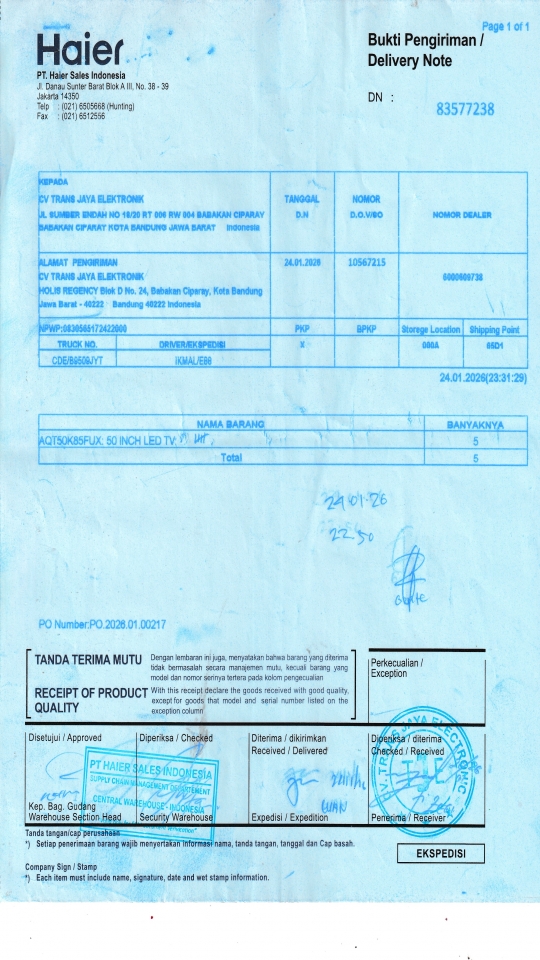 Page 1 of 1
Haier
Bukti Pengiriman /
Delivery Note
PT. Haier Sales Indonesia
Jl. Danau Sunter Barat Blok A III, No. 38 - 39
Jakarta 14350
Telp : (021) 6505668 (Hunting)
Fax : (021) 6512556
DN :
83577238
KEPADA
CV TRANS JAYA ELEKTRONIK
JL SUMBER ENDAH NO 18/20 RT 006 RW 004 BABAKAN CIPARAY
BABAKAN CIPARAY KOTA BANDUNG JAWA BARAT Indonesia
TANGGAL
D.N
NOMOR
D.O./SO
NOMOR DEALER
ALAMAT PENGIRIMAN
CV TRANS JAYA ELEKTRONIK
HOLIS REGENCY Blok D No. 24, Babakan Ciparay, Kota Bandung
Jawa Barat - 40222 Bandung 40222 Indonesia
24.01.2026
10567215
NPWP:
PKP
BPKP
Storege Location
Shipping Point
TRUCK NO.
DRIVER/EKSPEDISI
X
000A
65D1
24.01.2026(23:31:29)
NAMA BARANG
BANYAKNYA
AQT50K85FUX: 50 INCH LED TV;
5
Total
5
24.01.26
22.50
PO Number:PO.2026.01.00217
TANDA TERIMA MUTU
Dengan lembaran ini juga, menyatakan bahwa barang yang diterima
tidak bermasalah secara manajemen mutu, kecuali barang yang
model dan nomor serinya tertera pada kolom pengecualian
RECEIPT OF PRODUCT
QUALITY
With this receipt declare the goods received with good quality,
except for goods that model and serial number listed on the
exception column
Perkecualian /
Exception
Disetujui / Approved
Diperiksa / Checked
Diterima / dikirimkan
Received / Delivered
Diperiksa / diterima
Checked / Received
PT HAIER SALES INDONESIA
SUPPLY CHAIN MANAGEMENT DEPARTEMENT
CENTRAL WAREHOUSE - INDONESIA
Kep. Bag. Gudang
Warehouse Section Head
Security Warehouse
Expedisi / Expedition
Penerima / Receiver
Tanda tangan/cap perusahaan
*) Setiap penerimaan barang wajib menyertakan informasi nama, tanda tangan, tanggal dan Cap basah.
EKSPEDISI
Company Sign / Stamp
*) Each item must include name, signature, date and wet stamp information.